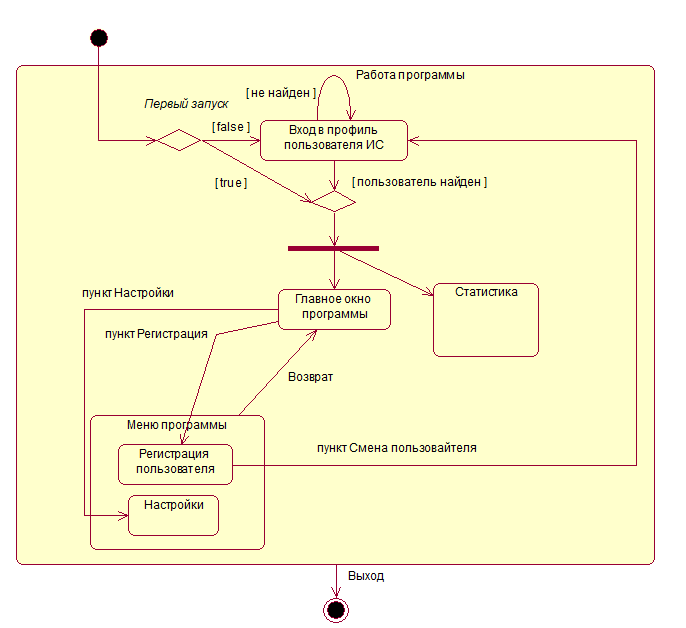 Работа программы
[ не найден ]
Первый запуск
[ false ]
Вход в профиль
пользователя ИС
[ true ]
[ пользователь найден ]
пункт Настройки
Главное окно
программы
Статистика
пункт Регистрация
Возврат
Меню программы
Регистрация
пользователя
пункт Смена пользовайтеля
Настройки
Выход